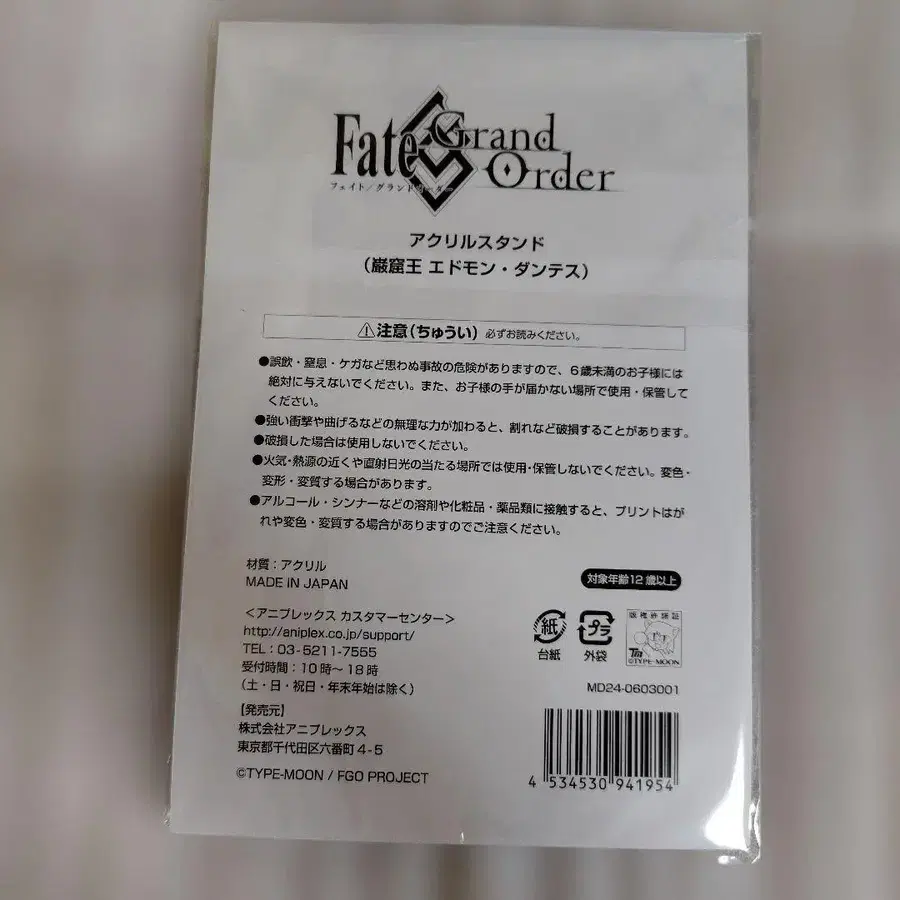 Fate Grand Order
フェイト/グランドオーダー
アクリルスタンド
(巌窟王 エドモン・ダンテス)
⚠注意(ちゅうい) 必ずお読みください。
●誤飲・窒息・ケガなど思わぬ事故の危険がありますので、6歳未満のお子様には
絶対に与えないでください。また、お子様の手が届かない場所で使用・保管して
ください。
●強い衝撃や曲げるなどの無理な力が加わると、割れなど破損することがあります。
●破損した場合は使用しないでください。
●火気・熱源の近くや直射日光の当たる場所では使用・保管しないでください。変色・
変形・変質する場合があります。
●アルコール・シンナーなどの溶剤や化粧品・薬品類に接触すると、プリントはが
れや変色・変質する場合がありますのでご注意ください。
材質:アクリル
MADE IN JAPAN
対象年齢12歳以上
<アニプレックス カスタマーセンター>
http://aniplex.co.jp/support/
TEL:03-5211-7555
受付時間:10時〜18時
(土・日・祝日・年末年始は除く)
紙
台紙
プラ
外袋
版権許諾証
TM
©TYPE-MOON
MD24-0603001
【発売元】
株式会社アニプレックス
東京都千代田区六番町4-5
©TYPE-MOON / FGO PROJECT
4 534530 941954